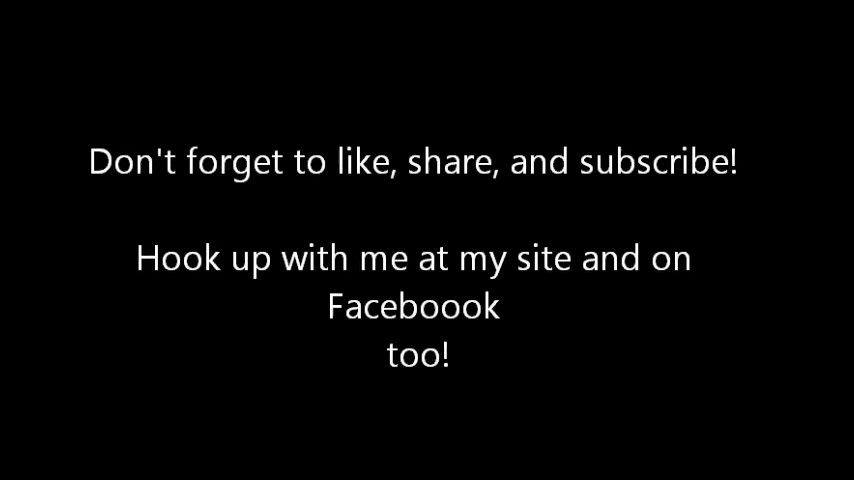 Don't forget to like, share, and subscribe!
Hook up with me at my site and on
Faceboook
too!